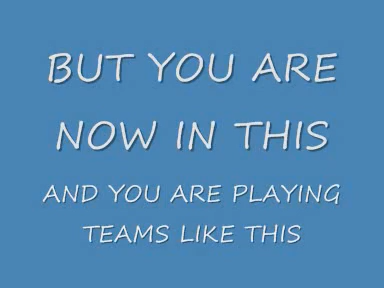 BUT YOU ARE
NOW IN THIS
AND YOU ARE PLAYING
TEAMS LIKE THIS